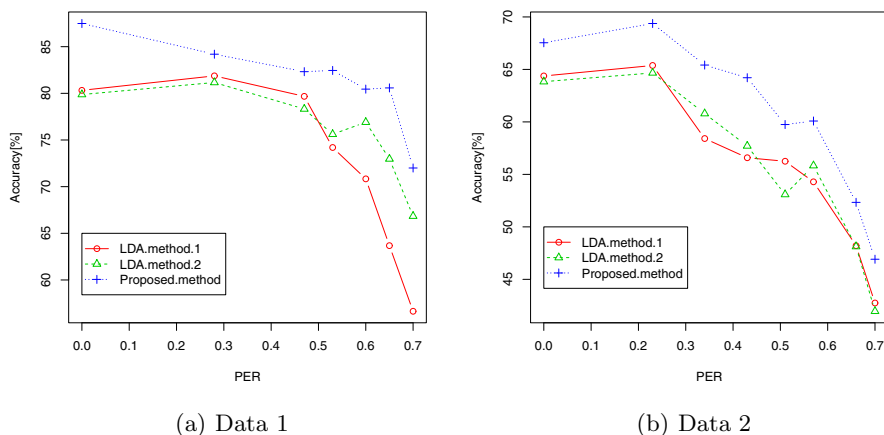 Accuracy[%]
85
80
75
70
65
60
LDA.method.1
LDA.method.2
Proposed.method
0.0 0.1 0.2 0.3 0.4 0.5 0.6 0.7
PER
(a) Data 1
Accuracy[%]
70
65
60
55
50
45
LDA.method.1
LDA.method.2
Proposed.method
0.0 0.1 0.2 0.3 0.4 0.5 0.6 0.7
PER
(b) Data 2